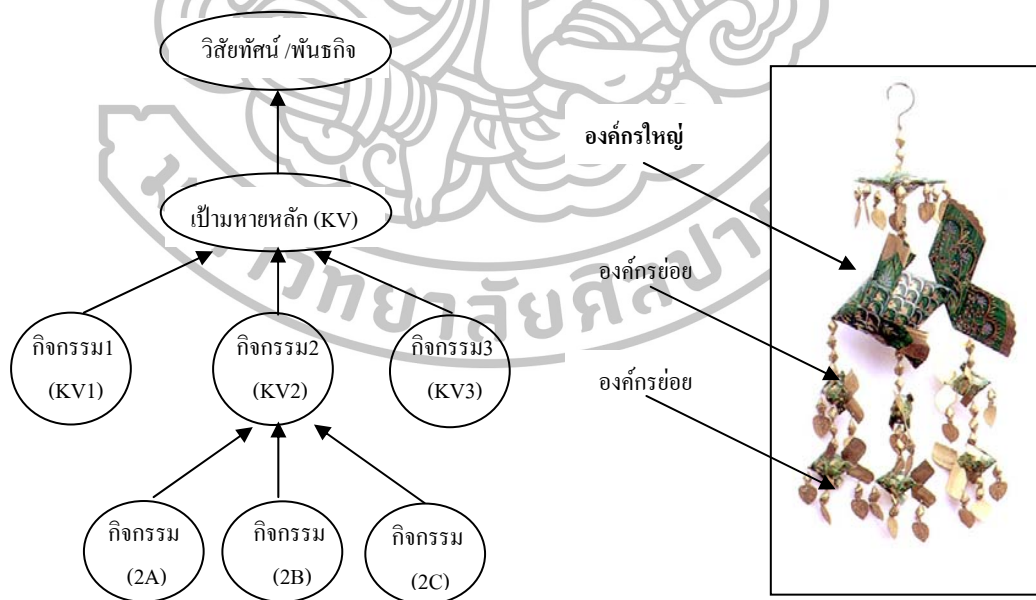 วิสัยทัศน์ /พันธกิจ
เป้ามหายหลัก (KV)
กิจกรรม1
(KV1)
กิจกรรม2
(KV2)
กิจกรรม3
(KV3)
กิจกรรม
(2A)
กิจกรรม
(2B)
กิจกรรม
(2C)
องค์กรใหญ่
องค์กรย่อย
องค์กรย่อย